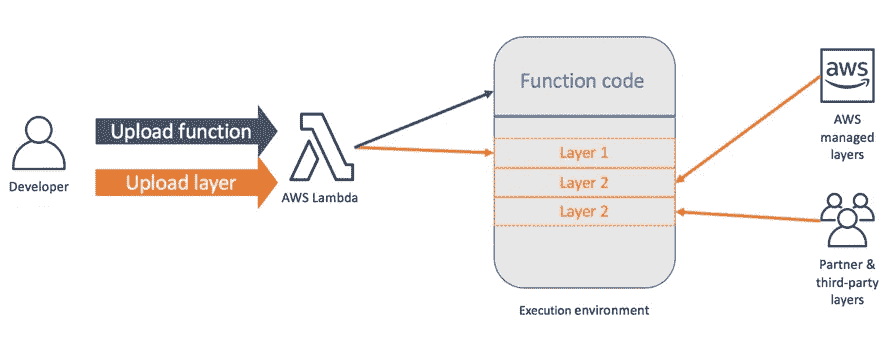 Upload function
Upload layer
Developer
AWS Lambda
Function code
Layer 1
Layer 2
Layer 2
Execution environment
aws
AWS
managed
layers
Partner &
third-party
layers